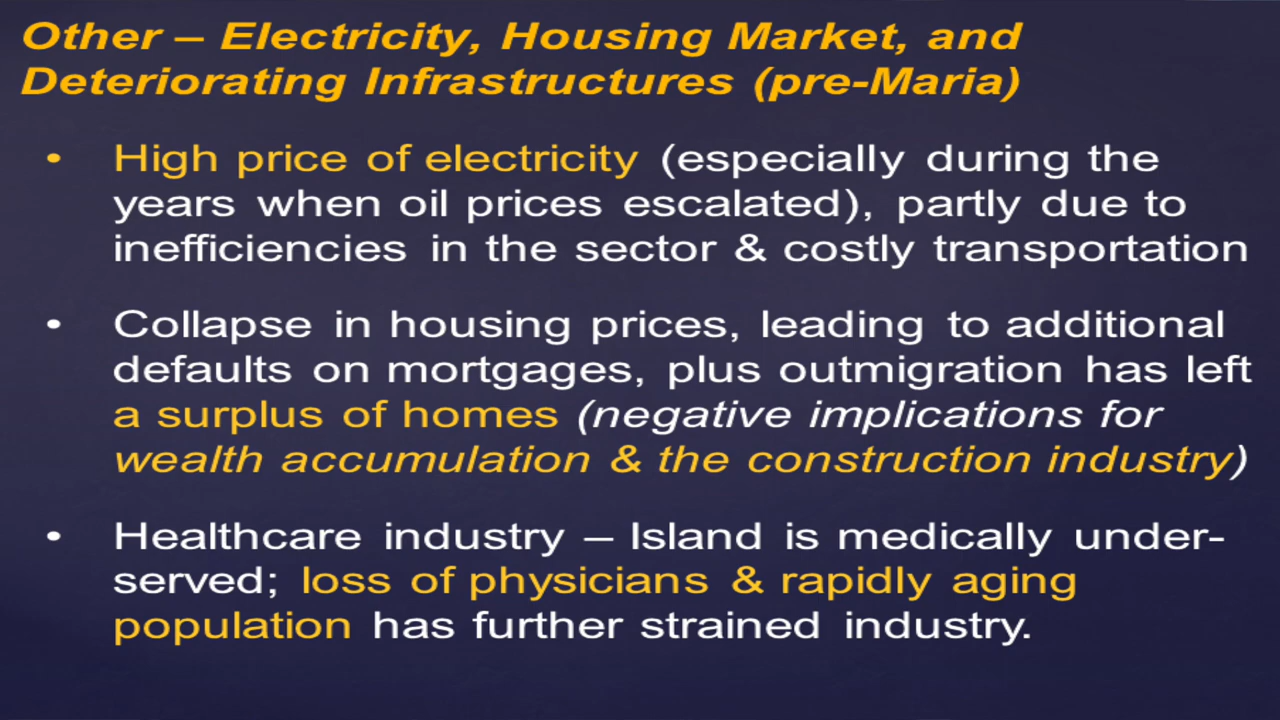 Other – Electricity, Housing Market, and
Deteriorating Infrastructures (pre-Maria)
• High price of electricity (especially during the
years when oil prices escalated), partly due to
inefficiencies in the sector & costly transportation
• Collapse in housing prices, leading to additional
defaults on mortgages, plus outmigration has left
a surplus of homes (negative implications for
wealth accumulation & the construction industry)
• Healthcare industry – Island is medically under-
served; loss of physicians & rapidly aging
population has further strained industry.